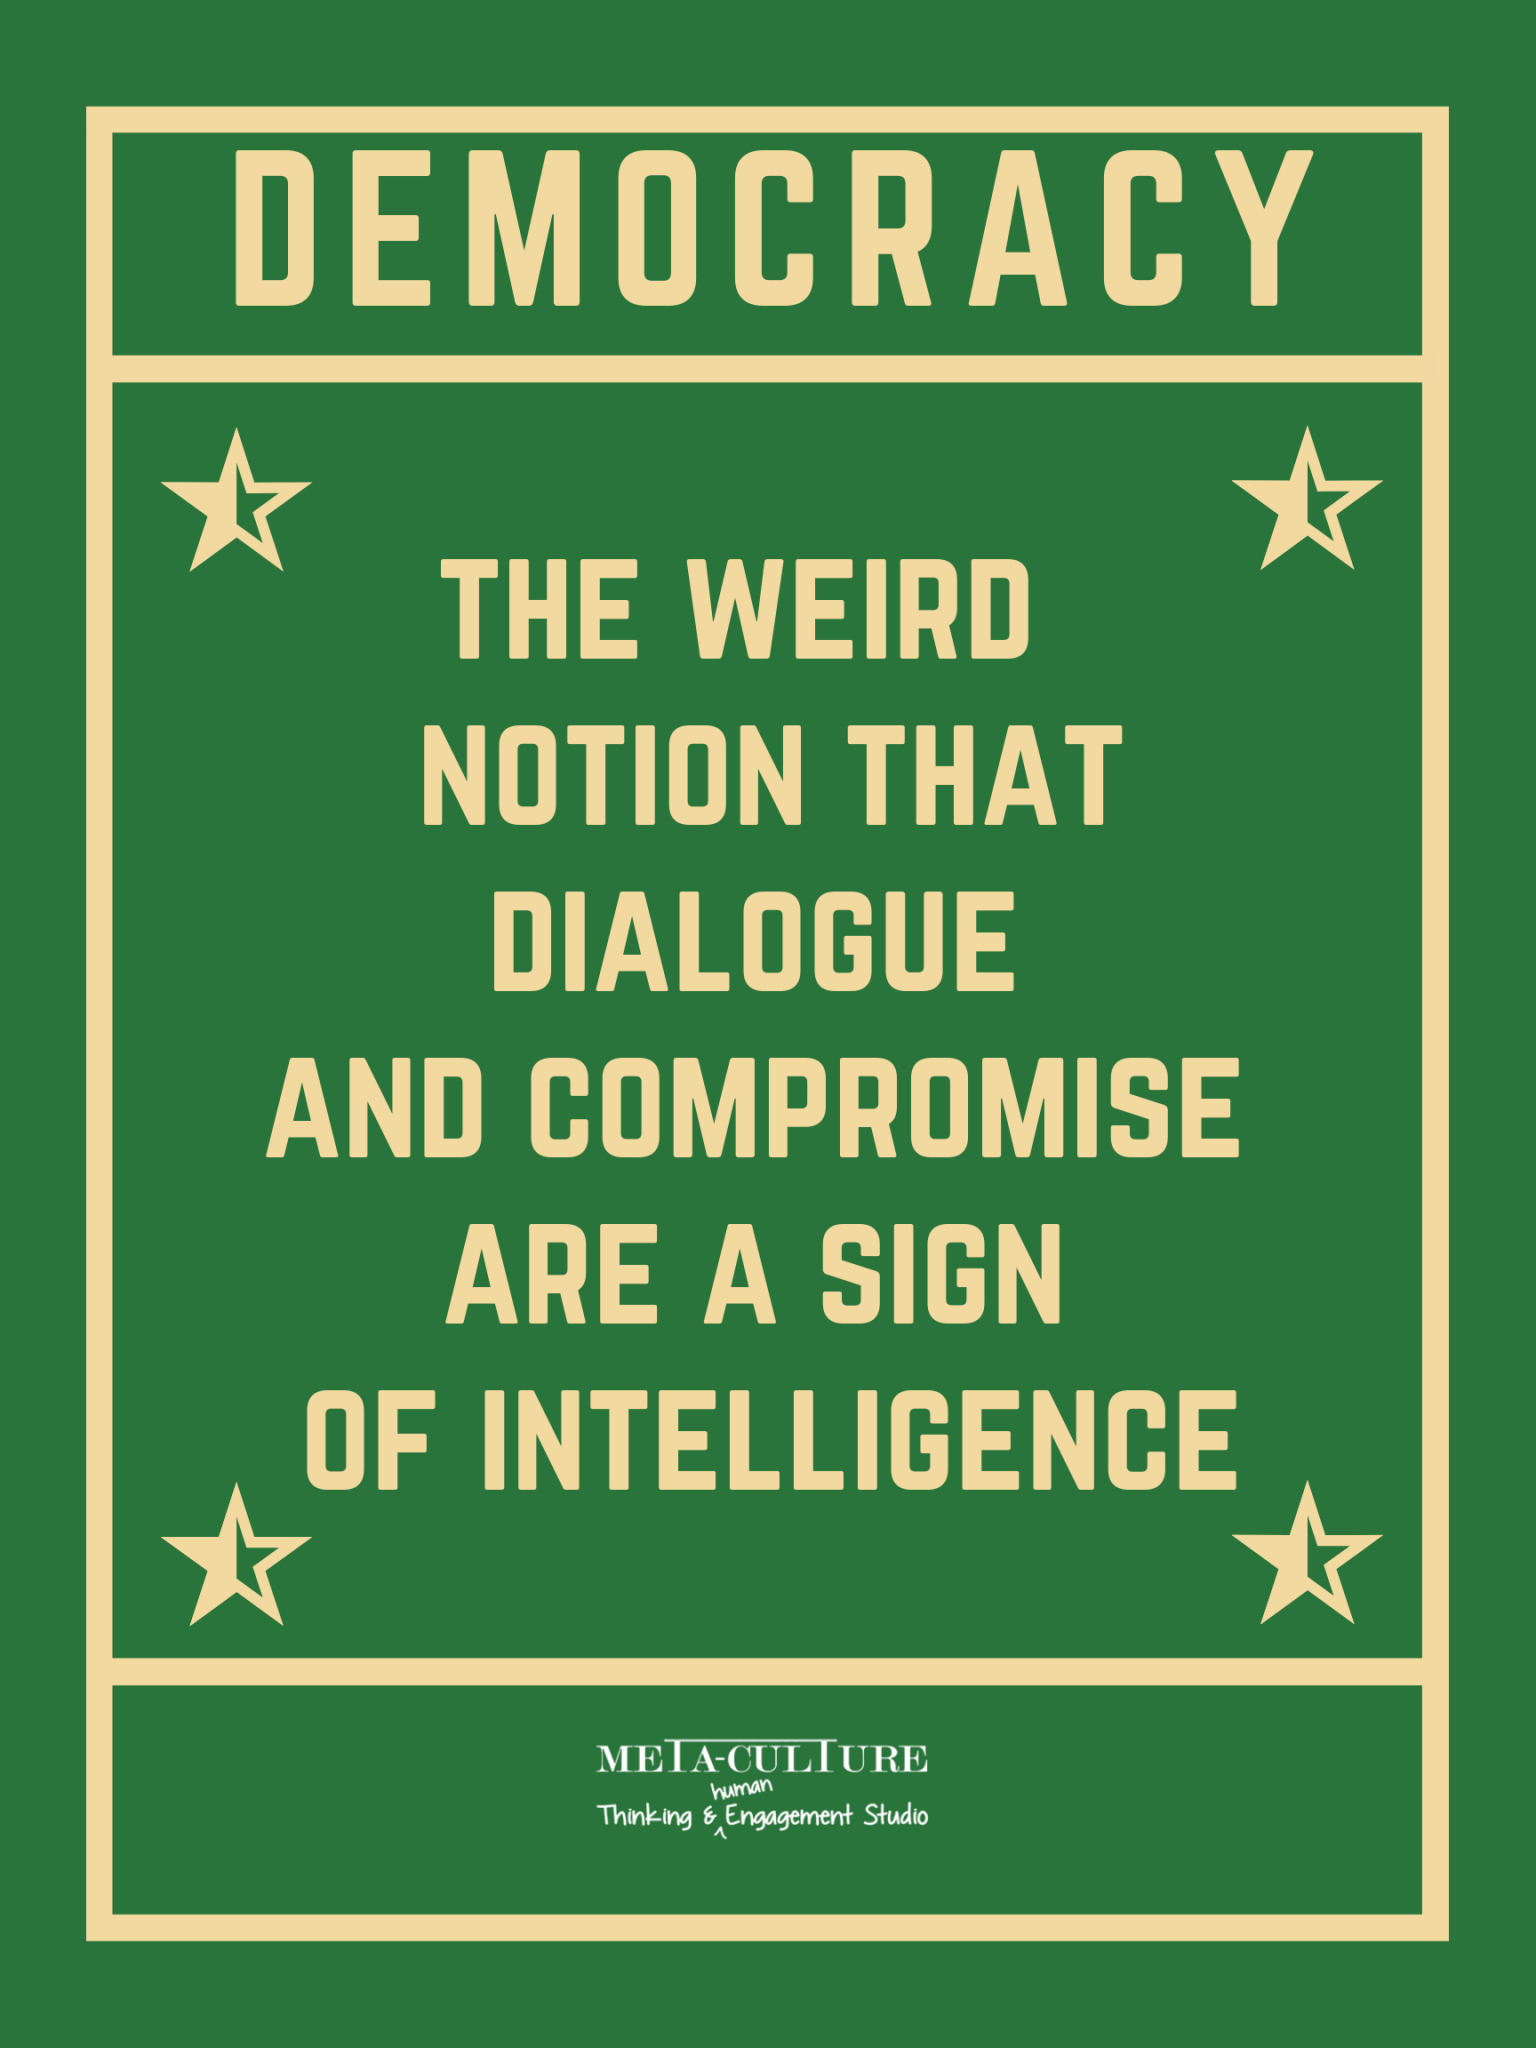 DEMOCRACY
THE WEIRD
NOTION THAT
DIALOGUE
AND COMPROMISE
ARE A SIGN
OF INTELLIGENCE
META-CULTURE
human
Thinking & Engagement Studio